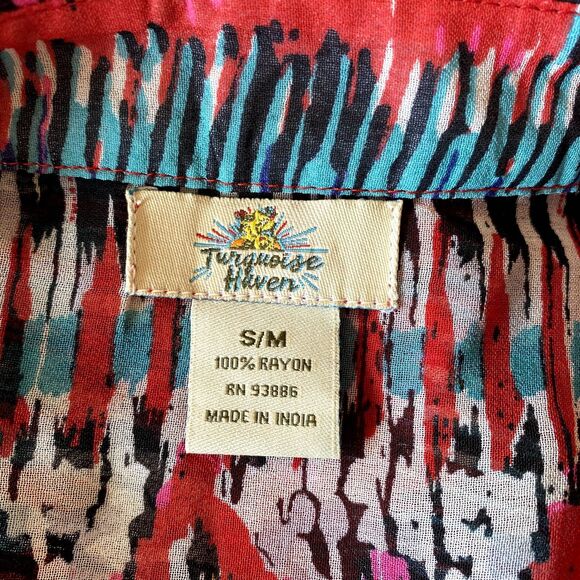 Turquoise
Haven
S/M
100% RAYON
RN 93886
MADE IN INDIA